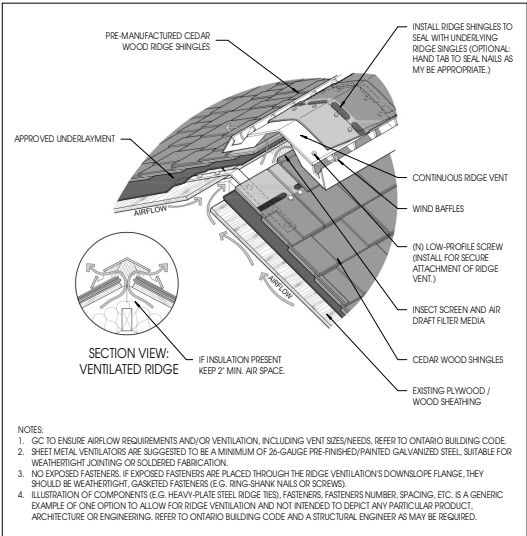 PRE-MANUFACTURED CEDAR
WOOD RIDGE SHINGLES
INSTALL RIDGE SHINGLES TO
SEAL WITH UNDERLYING
RIDGE SINGLES (OPTIONAL:
HAND TAB TO SEAL NAILS AS
MY BE APPROPRIATE.)
APPROVED UNDERLAYMENT
CONTINUOUS RIDGE VENT
WIND BAFFLES
AIRFLOW
(N) LOW-PROFILE SCREW
(INSTALL FOR SECURE
ATTACHMENT OF RIDGE
VENT.)
AIRFLOW
INSECT SCREEN AND AIR
DRAFT FILTER MEDIA
SECTION VIEW:
VENTILATED RIDGE
IF INSULATION PRESENT
KEEP 2" MIN. AIR SPACE.
CEDAR WOOD SHINGLES
EXISTING PLYWOOD /
WOOD SHEATHING
NOTES:
1. GC TO ENSURE AIRFLOW REQUIREMENTS AND/OR VENTILATION, INCLUDING VENT SIZES/NEEDS, REFER TO ONTARIO BUILDING CODE.
2. SHEET METAL VENTILATORS ARE SUGGESTED TO BE A MINIMUM OF 26-GAUGE PRE-FINISHED/PAINTED GALVANIZED STEEL, SUITABLE FOR
WEATHERTIGHT JOINTING OR SOLDERED FABRICATION.
3. NO EXPOSED FASTENERS. IF EXPOSED FASTENERS ARE PLACED THROUGH THE RIDGE VENTILATION'S DOWNSLOPE FLANGE, THEY
SHOULD BE WEATHERTIGHT, GASKETED FASTENERS (E.G. RING-SHANK NAILS OR SCREWS).
4. ILLUSTRATION OF COMPONENTS (E.G. HEAVY-PLATE STEEL RIDGE TIES), FASTENERS, FASTENERS NUMBER, SPACING, ETC. IS A GENERIC
EXAMPLE OF ONE OPTION TO ALLOW FOR RIDGE VENTILATION AND NOT INTENDED TO DEPICT ANY PARTICULAR PRODUCT,
ARCHITECTURE OR ENGINEERING. REFER TO ONTARIO BUILDING CODE AND A STRUCTURAL ENGINEER AS MAY BE REQUIRED.